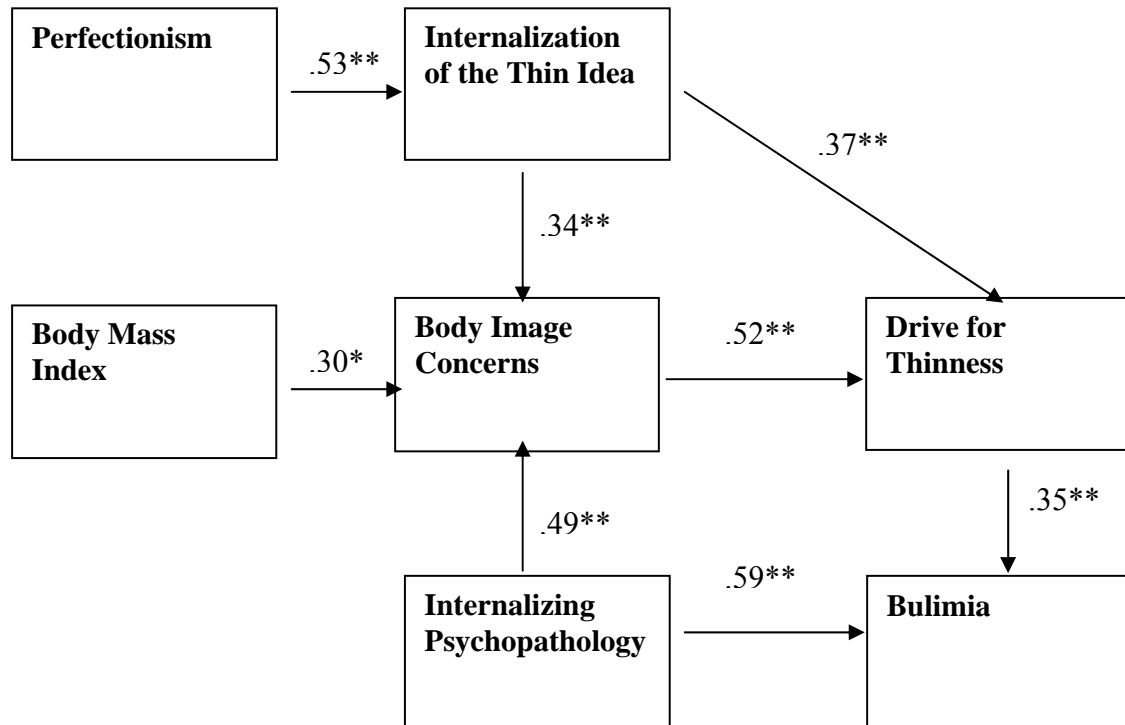 Perfectionism
.53**
Internalization
of the Thin Idea
.37**
.34**
Body Mass
Index
.30*
Body Image
Concerns
.52**
Drive for
Thinness
.49**
.35**
Internalizing
Psychopathology
.59**
Bulimia